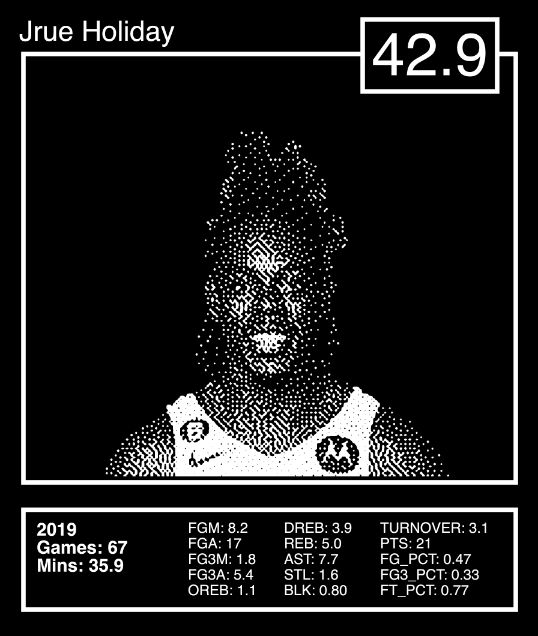 Jrue Holiday
42.9
2019
Games: 67
Mins: 35.9
FGM: 8.2
FGA: 17
FG3M: 1.8
FG3A: 5.4
OREB: 1.1
DREB: 3.9
REB: 5.0
AST: 7.7
STL: 1.6
BLK: 0.80
TURNOVER: 3.1
PTS: 21
FG_PCT: 0.47
FG3_PCT: 0.33
FT_PCT: 0.77